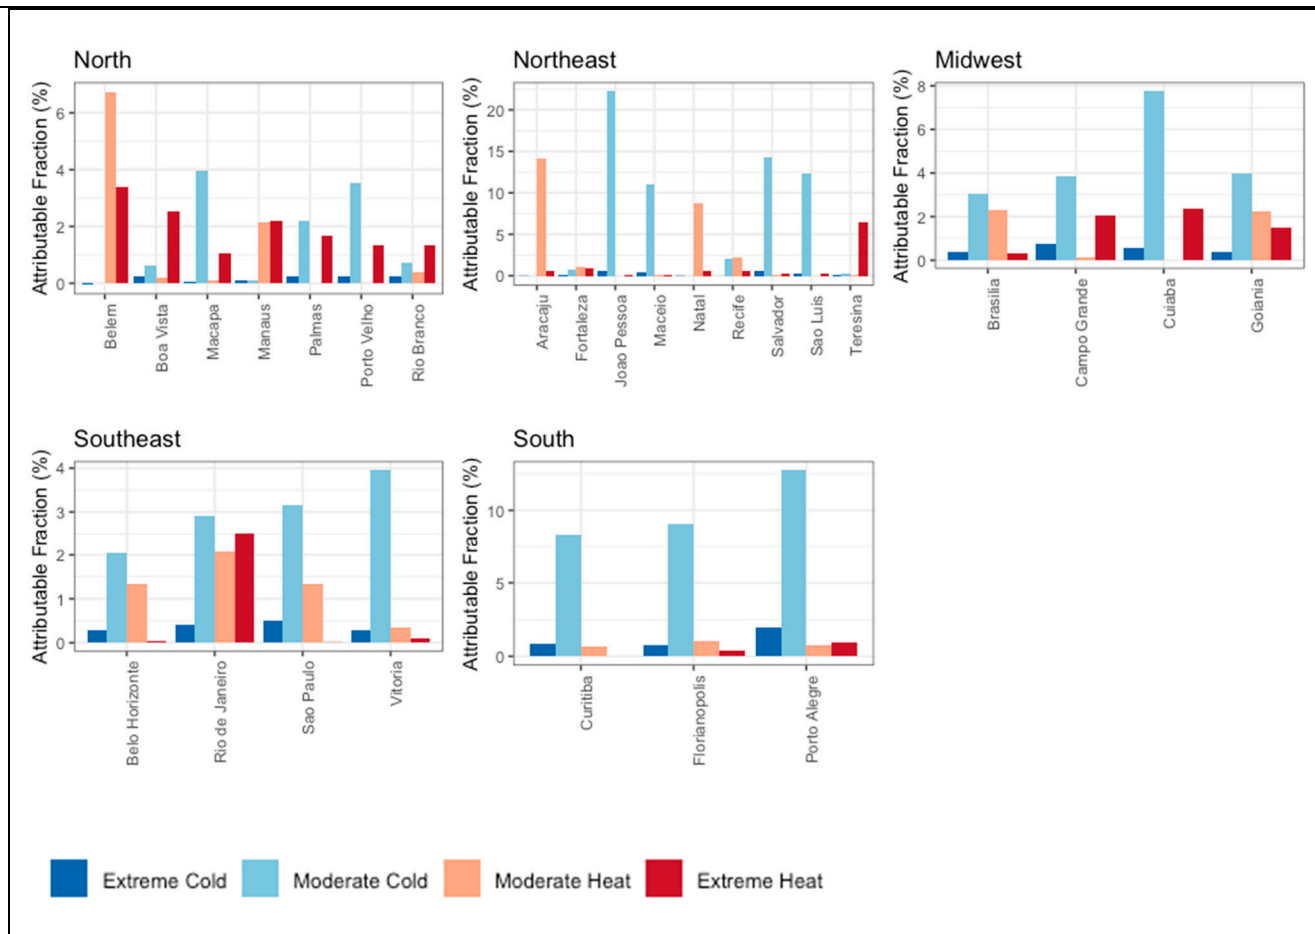 North
Attributable Fraction (%)
6
4
2
0
Belem
Boa Vista
Macapa
Manaus
Palmas
Porto Velho
Rio Branco
Northeast
Attributable Fraction (%)
20
15
10
5
0
Aracaju
Fortaleza
Joao Pessoa
Maceio
Natal
Recife
Salvador
Sao Luis
Teresina
Midwest
Attributable Fraction (%)
8
6
4
2
0
Brasilia
Campo Grande
Cuiaba
Goiania
Southeast
Attributable Fraction (%)
4
3
2
1
0
Belo Horizonte
Rio de Janeiro
Sao Paulo
Vitoria
South
Attributable Fraction (%)
10
5
0
Curitiba
Florianopolis
Porto Alegre
Extreme Cold
Moderate Cold
Moderate Heat
Extreme Heat